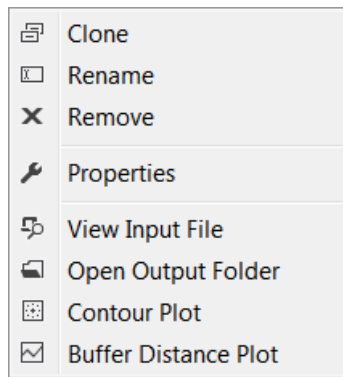 Clone
Rename
Remove
Properties
View Input File
Open Output Folder
Contour Plot
Buffer Distance Plot